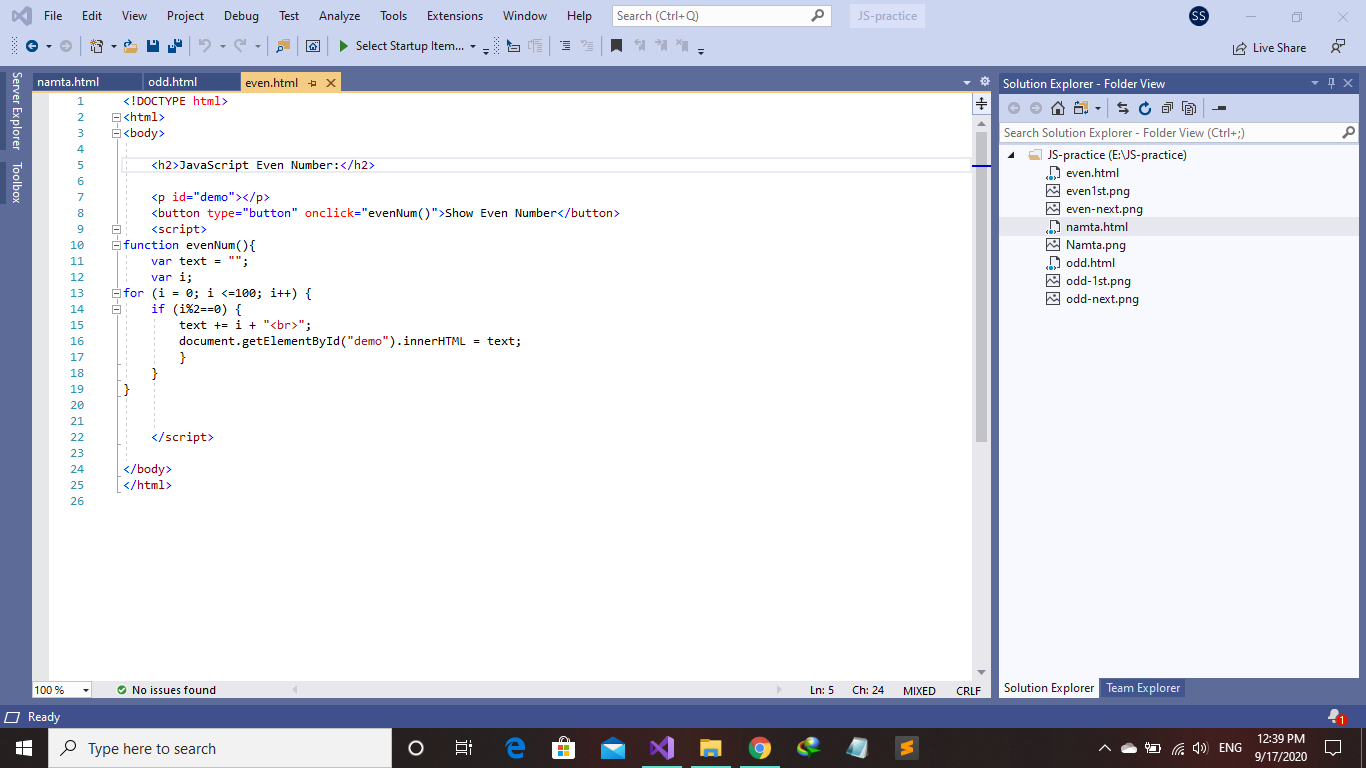 File Edit View Project Debug Test Analyze Tools Extensions Window Help Search (Ctrl+Q) JS-practice SS
Select Startup Item... Live Share
Server Explorer
Toolbox
namta.html odd.html even.html
1 <!DOCTYPE html>
2 <html>
3 <body>
4
5 <h2>JavaScript Even Number:</h2>
6
7 <p id="demo"></p>
8 <button type="button" onclick="evenNum()">Show Even Number</button>
9 <script>
10 function evenNum(){
11 var text = "";
12 var i;
13 for (i = 0; i <=100; i++) {
14 if (i%2==0) {
15 text += i + "<br>";
16 document.getElementById("demo").innerHTML = text;
17 }
18 }
19 }
20
21
22 </script>
23
24 </body>
25 </html>
26
100 % No issues found Ln: 5 Ch: 24 MIXED CRLF
Solution Explorer - Folder View
Search Solution Explorer - Folder View (Ctrl+;)
JS-practice (E:\JS-practice)
even.html
even1st.png
even-next.png
namta.html
Namta.png
odd.html
odd-1st.png
odd-next.png
Solution Explorer Team Explorer
Ready 1
Type here to search ENG 12:39 PM
9/17/2020